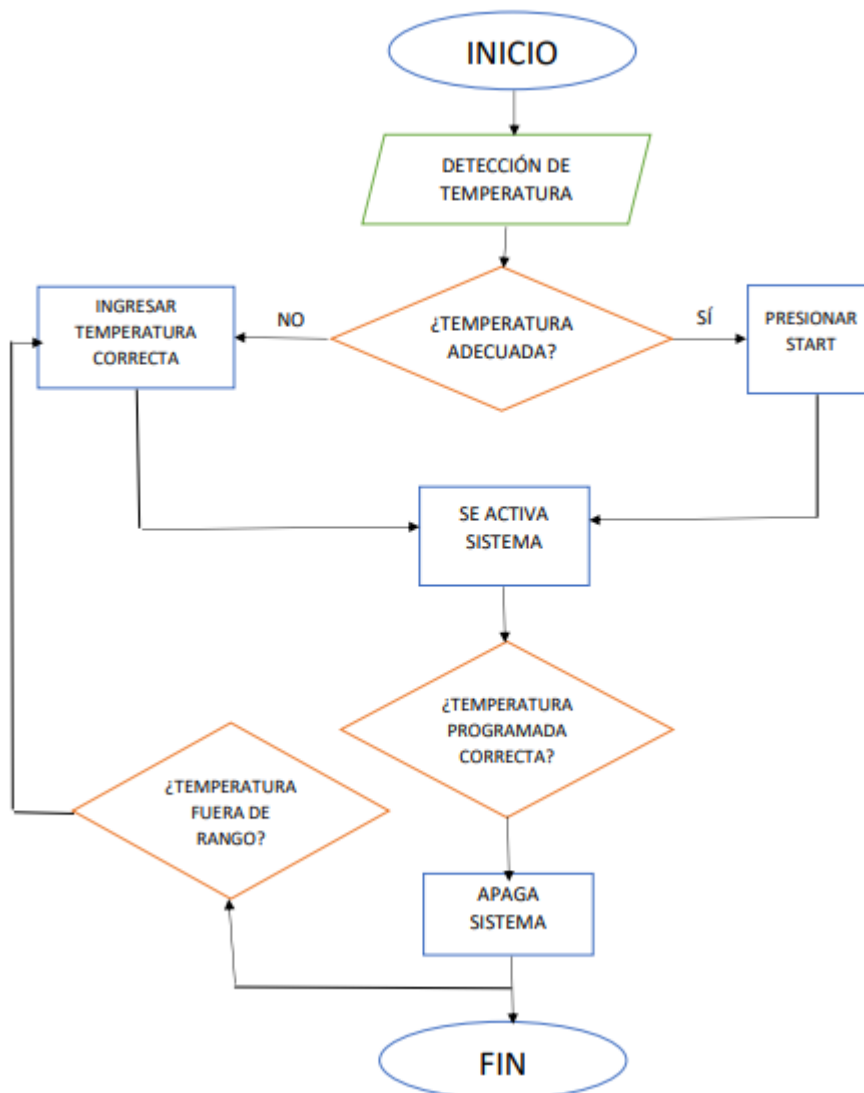 INICIO
DETECCIÓN DE
TEMPERATURA
INGRESAR
TEMPERATURA
CORRECTA
NO
¿TEMPERATURA
ADECUADA?
SÍ
PRESIONAR
START
SE ACTIVA
SISTEMA
¿TEMPERATURA
PROGRAMADA
CORRECTA?
¿TEMPERATURA
FUERA DE
RANGO?
APAGA
SISTEMA
FIN